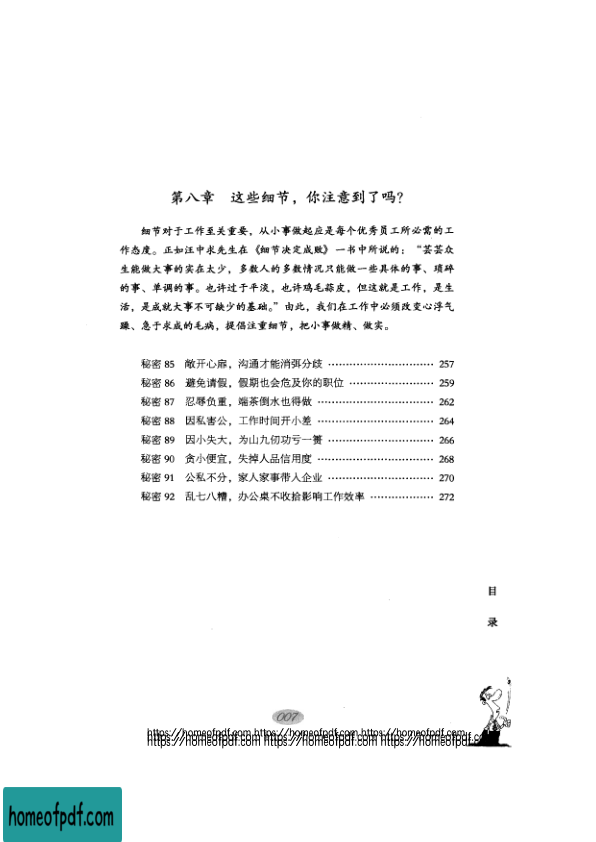 第八章　这些细节，你注意到了吗？
细节对于工作至关重要，从小事做起应是每个优秀员工所必需的工
作态度。正如汪中求先生在《细节决定成败》一书中所说的：“芸芸众
生能做大事的实在太少，多数人的多数情况只能做一些具体的事、琐碎
的事、单调的事。也许过于平淡，也许鸡毛蒜皮，但这就是工作，是生
活，是成就大事不可缺少的基础。”由此，我们在工作中必须改变心浮气
躁、急于求成的毛病，提倡注重细节，把小事做精、做实。
秘密 85 敞开心扉，沟通才能消弭分歧 ………………………… 257
秘密 86 避免请假，假期也会危及你的职位 …………………… 259
秘密 87 忍辱负重，端茶倒水也得做 …………………………… 262
秘密 88 因私害公，工作时间开小差 …………………………… 264
秘密 89 因小失大，为山九仞功亏一篑 ………………………… 266
秘密 90 贪小便宜，失掉人品信用度 …………………………… 268
秘密 91 公私不分，家人家事带入企业 ………………………… 270
秘密 92 乱七八糟，办公桌不收拾影响工作效率 ……………… 272
目
录
007
https://homeofpdf.com https://homeofpdf.com https://homeofpdf.com
https://homeofpdf.com https://homeofpdf.com https://homeofpdf.com
homeofpdf.com